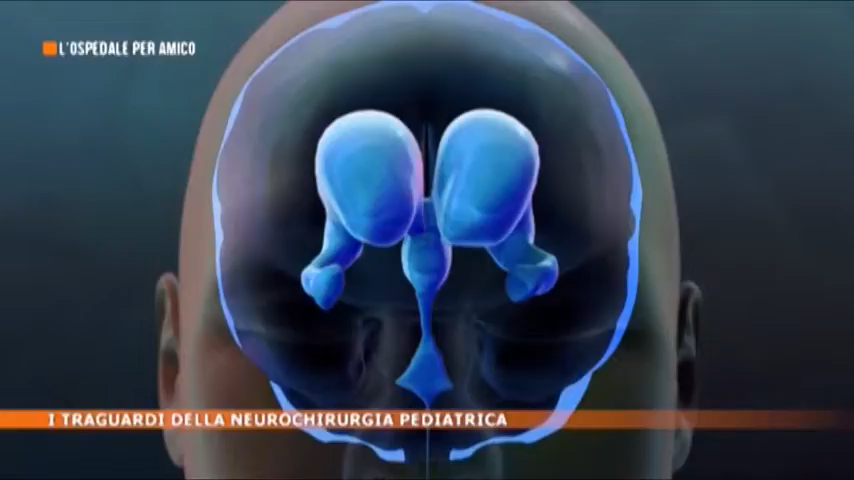 L'OSPEDALE PER AMICO
I TRAGUARDI DELLA NEUROCHIRURGIA PEDIATRICA